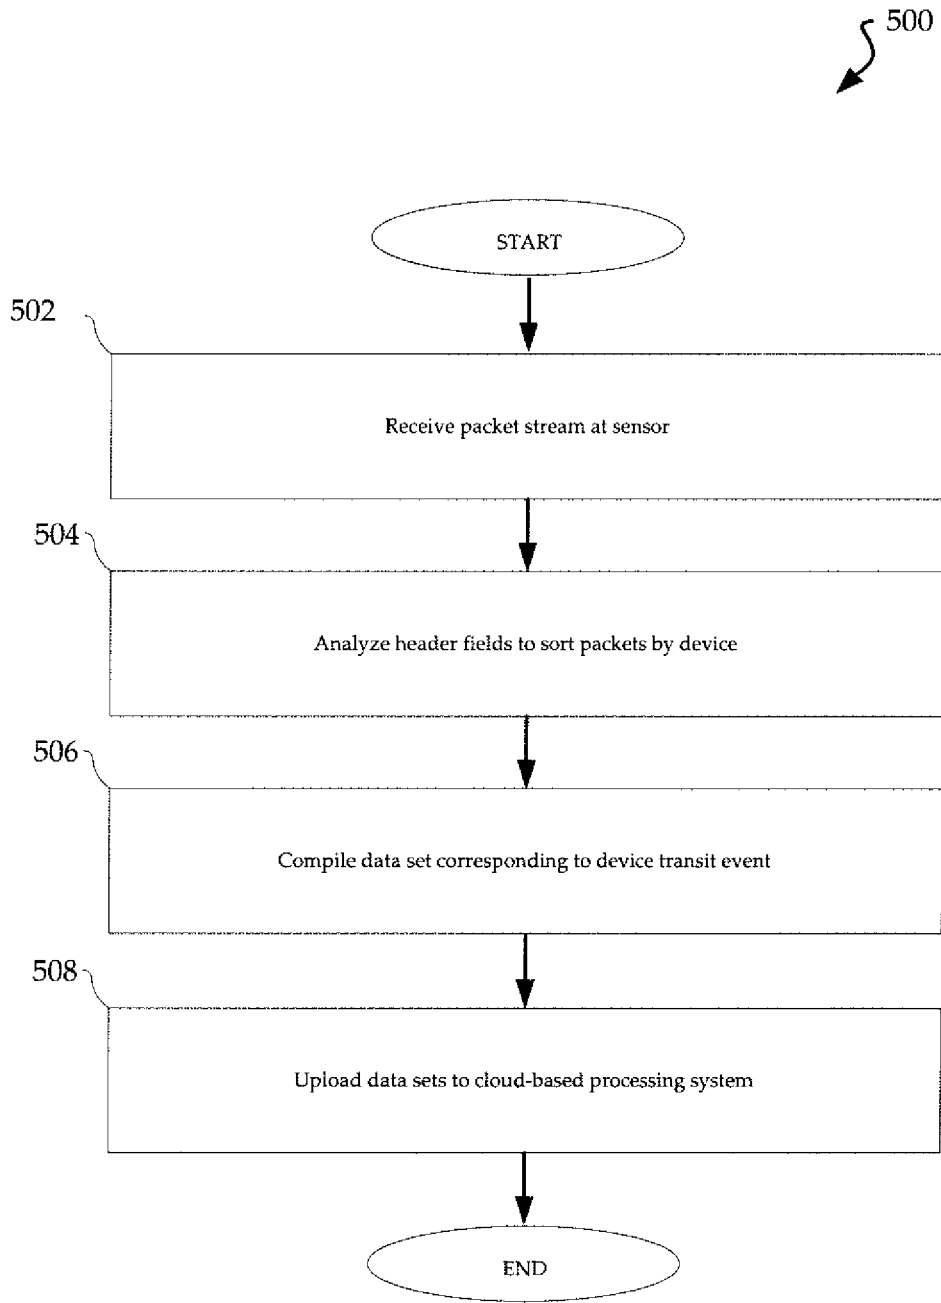 500
START
502
Receive packet stream at sensor
504
Analyze header fields to sort packets by device
506
Compile data set corresponding to device transit event
508
Upload data sets to cloud-based processing system
END